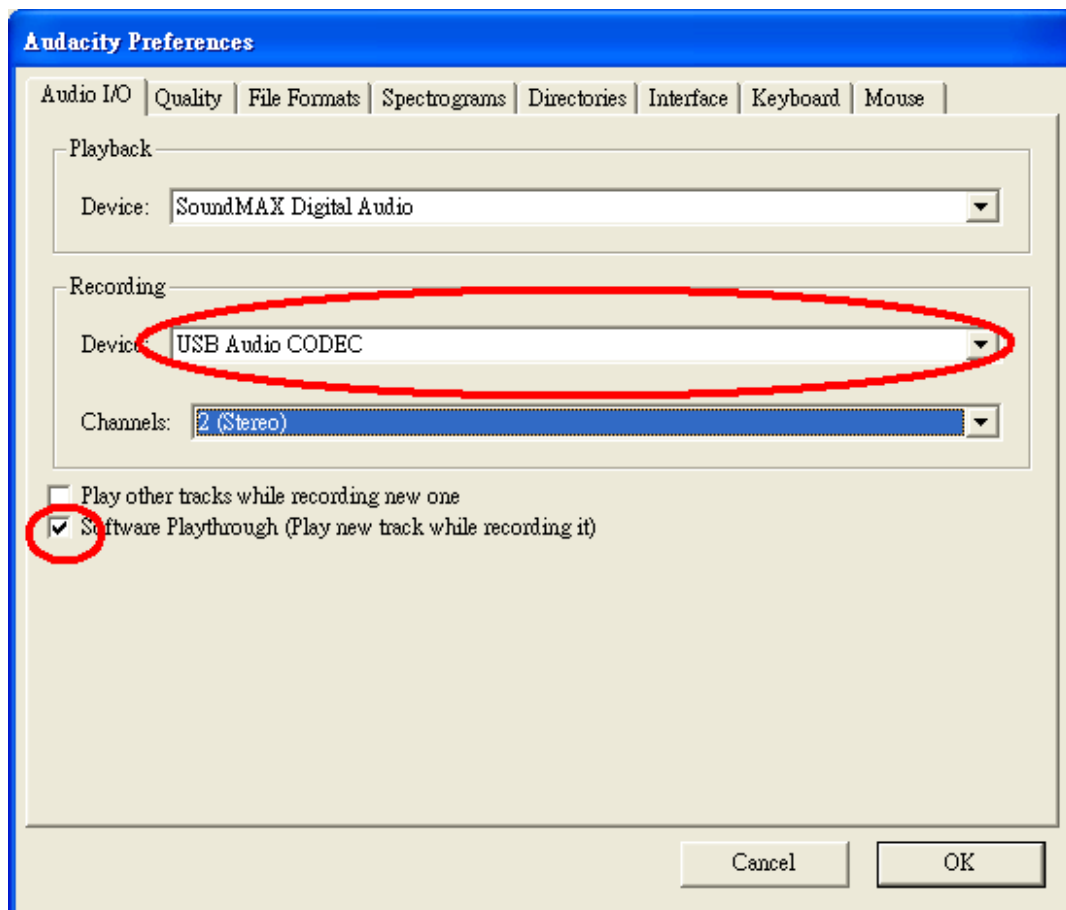 Audacity Preferences
Audio I/O Quality File Formats Spectrograms Directories Interface Keyboard Mouse
Playback
Device: SoundMAX Digital Audio
Recording
Device: USB Audio CODEC
Channels: 2 (Stereo)
Play other tracks while recording new one
Software Playthrough (Play new track while recording it)
Cancel OK